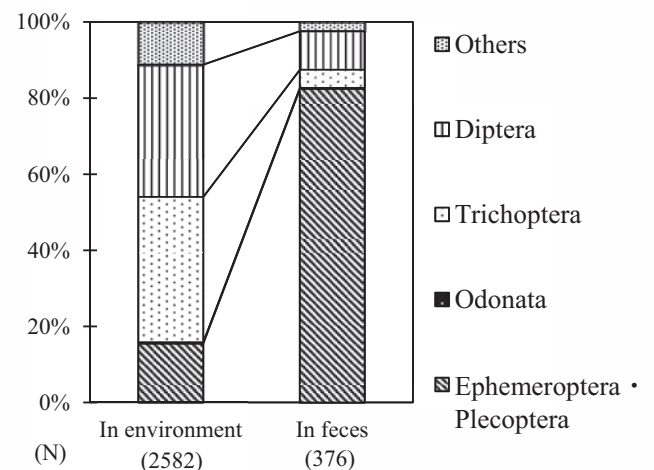 100%
80%
60%
40%
20%
0%
(N)
In environment
(2582)
In feces
(376)
Others
Diptera
Trichoptera
Odonata
Ephemeroptera・
Plecoptera